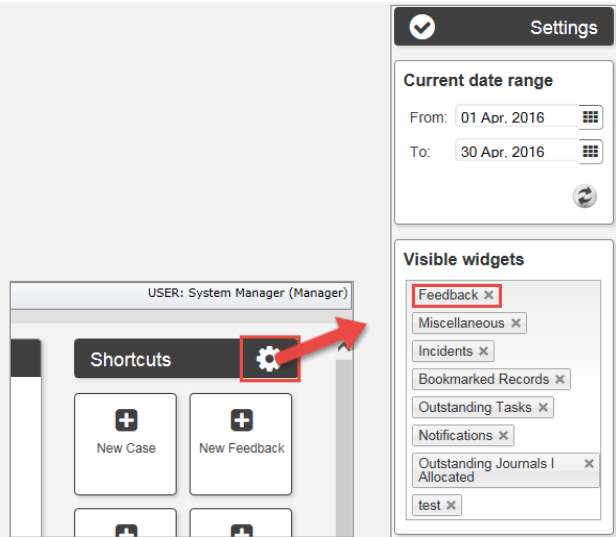 Settings
Current date range
From: 01 Apr, 2016
To: 30 Apr, 2016
Visible widgets
Feedback ×
Miscellaneous ×
Incidents ×
Bookmarked Records ×
Outstanding Tasks ×
Notifications ×
Outstanding Journals I ×
Allocated
test ×
USER: System Manager (Manager)
Shortcuts
New Case
New Feedback